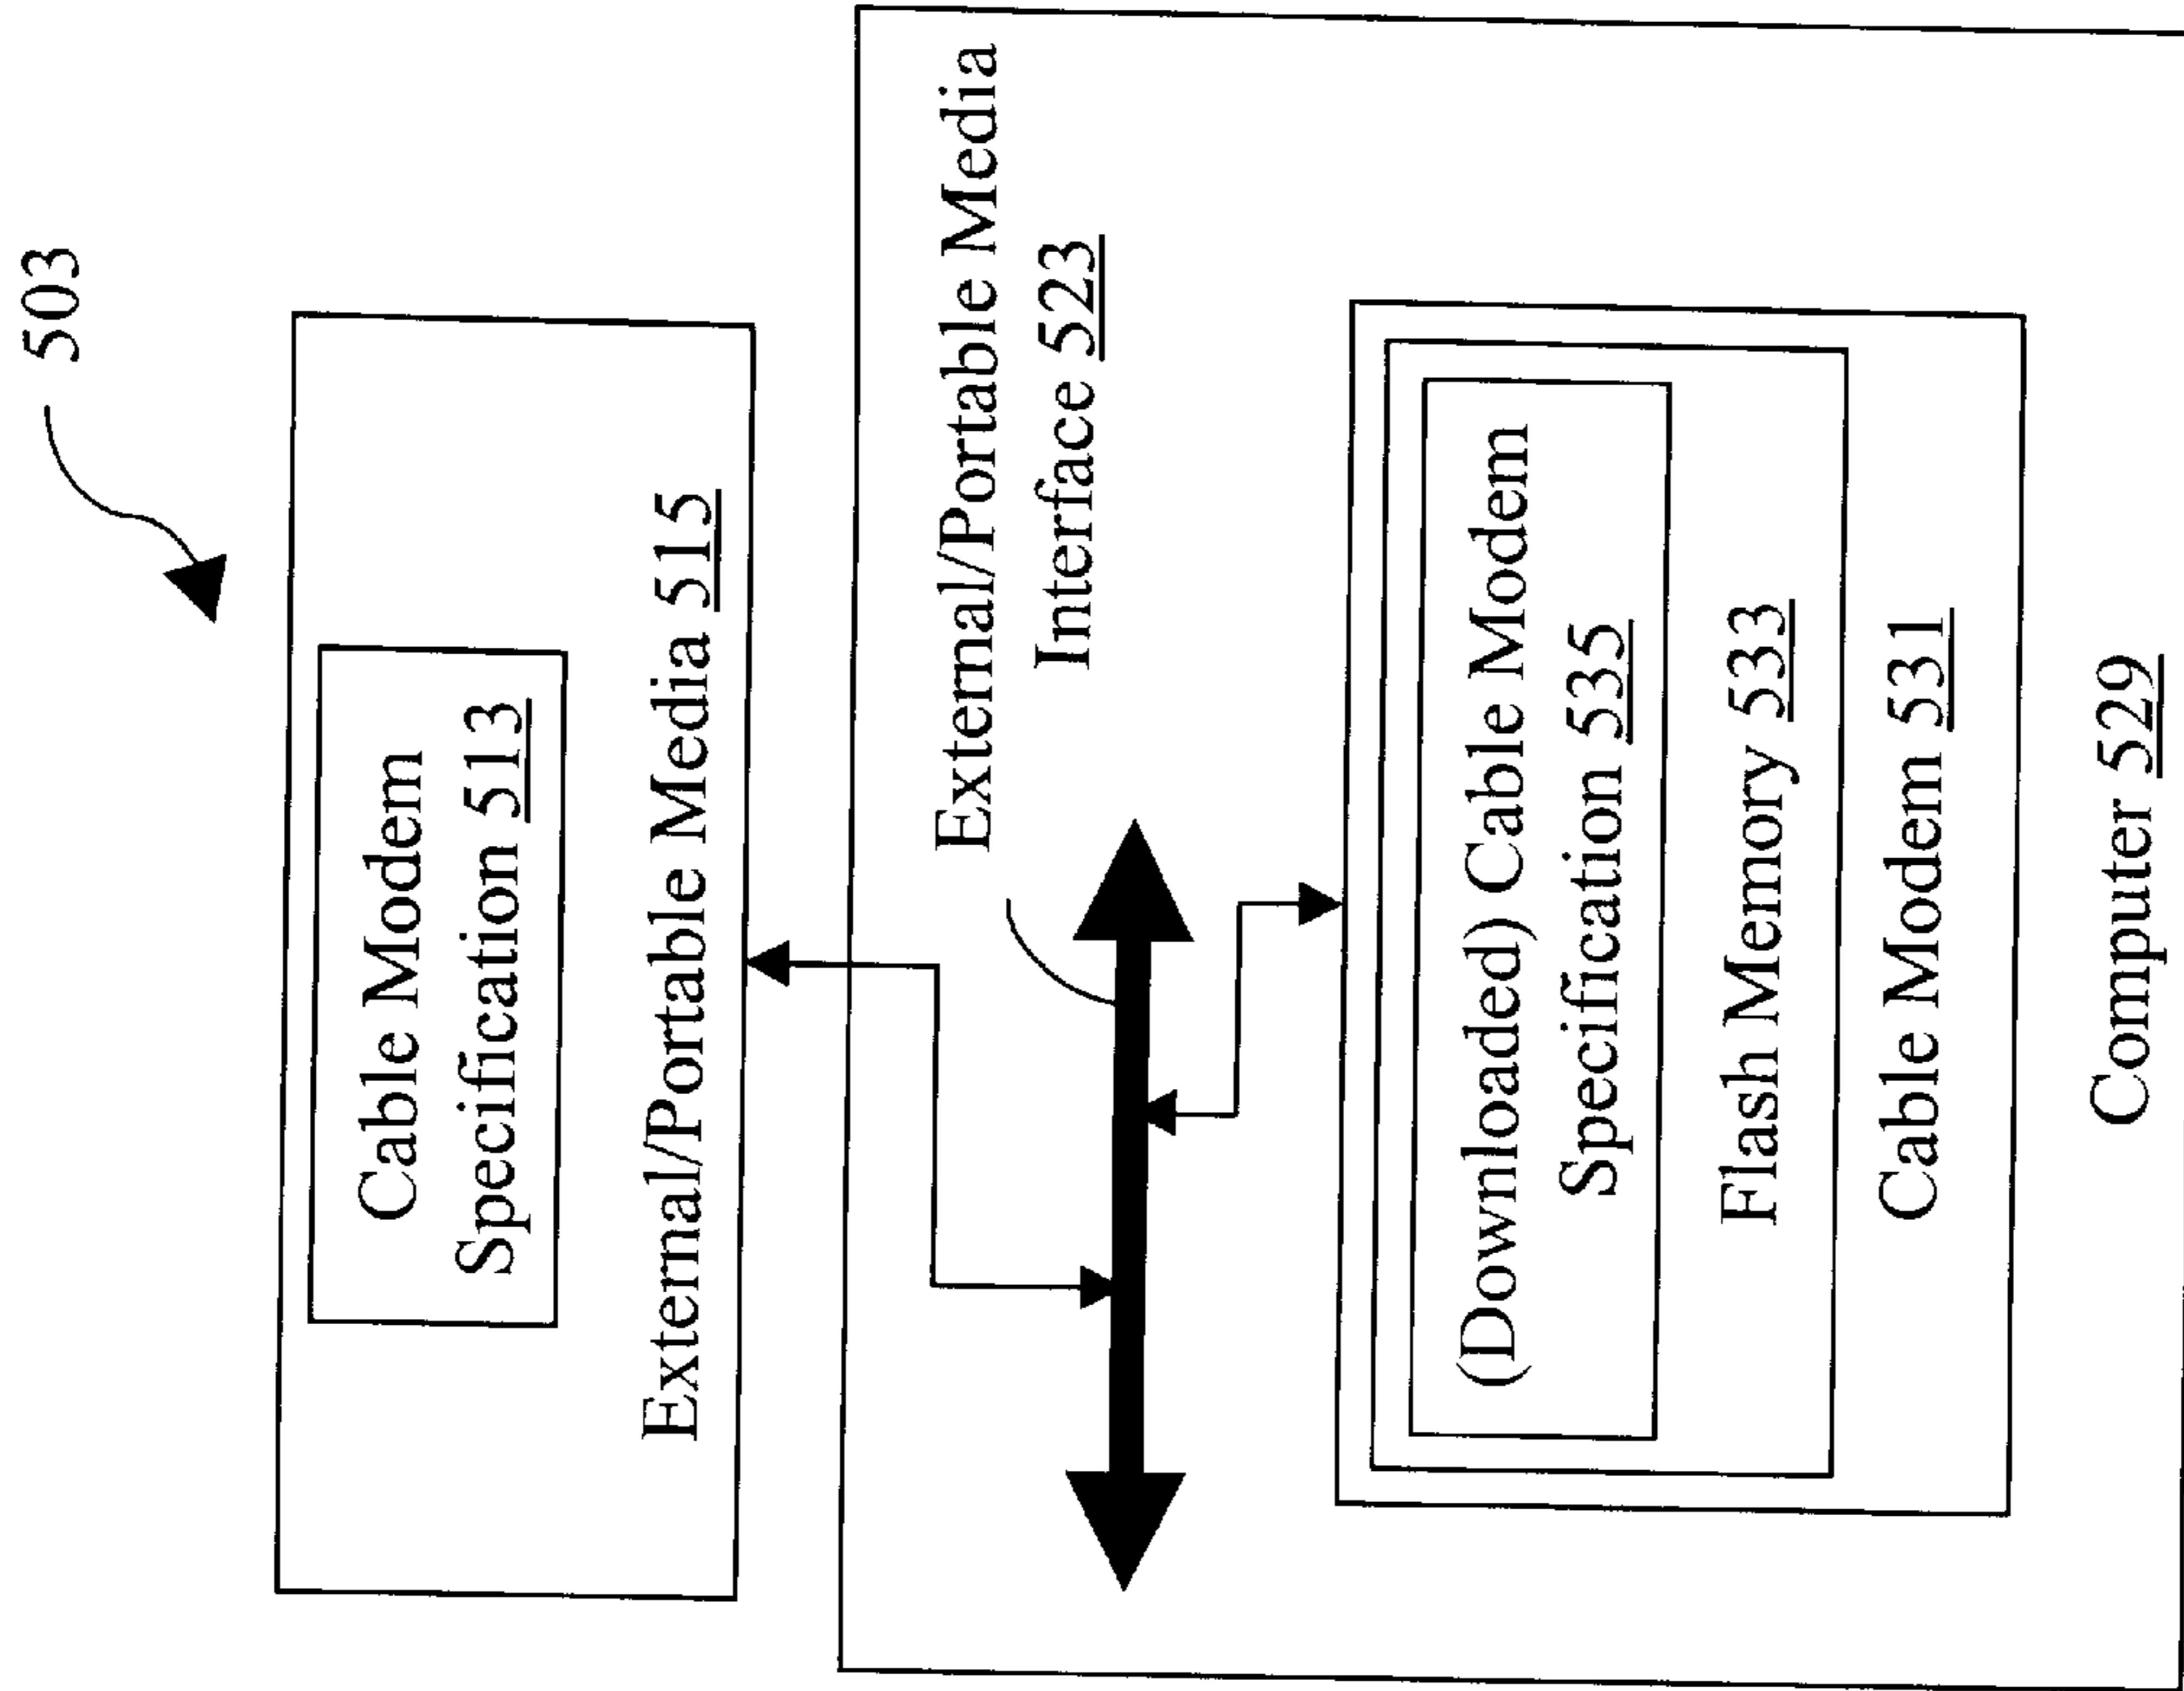 503
Cable Modem
Specification 513
External/Portable Media 515
External/Portable Media
Interface 523
(Downloaded) Cable Modem
Specification 535
Flash Memory 533
Cable Modem 531
Computer 529